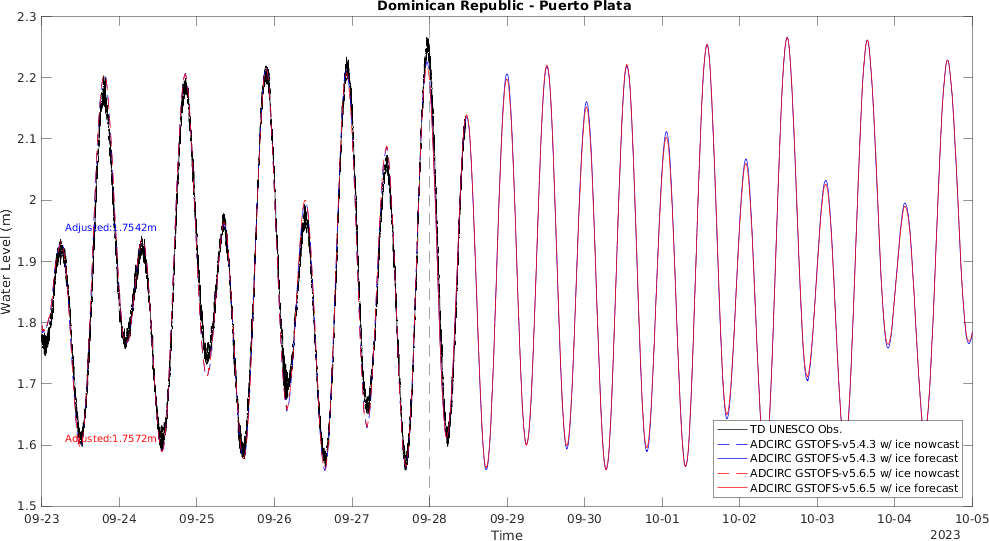 Dominican Republic - Puerto Plata
Water Level (m)
2.3
2.2
2.1
2
1.9
1.8
1.7
1.6
1.5
Adjusted:1.7542m
Adjusted:1.7572m
TD UNESCO Obs.
ADCIRC GSTOFS-v5.4.3 w/ ice nowcast
ADCIRC GSTOFS-v5.4.3 w/ ice forecast
ADCIRC GSTOFS-v5.6.5 w/ ice nowcast
ADCIRC GSTOFS-v5.6.5 w/ ice forecast
09-23 09-24 09-25 09-26 09-27 09-28 09-29 09-30 10-01 10-02 10-03 10-04 10-05
2023
Time